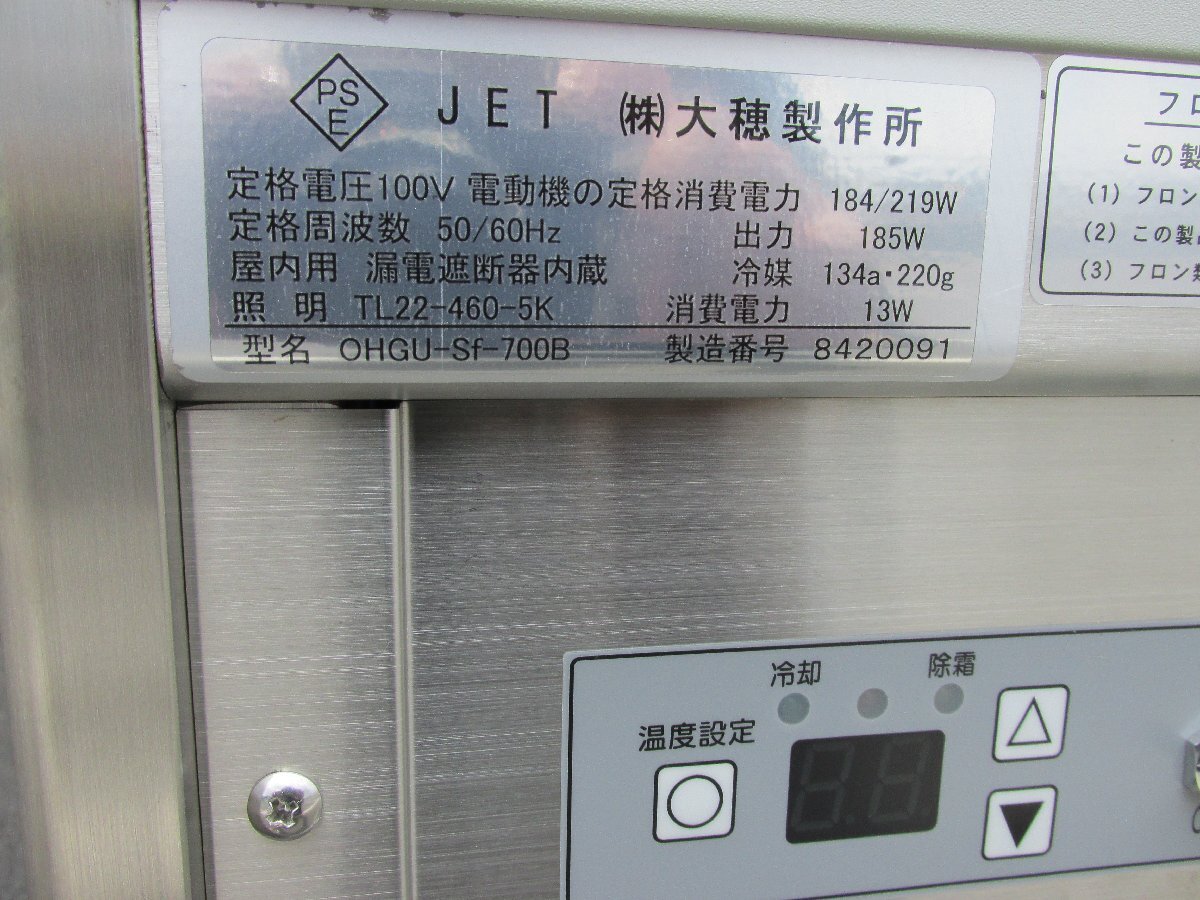 PSE JET ㈱大穂製作所
定格電圧100V 電動機の定格消費電力 184/219W
定格周波数 50/60Hz 出力 185W
屋内用 漏電遮断器内蔵 冷媒 134a・220g
照明 TL22-460-5K 消費電力 13W
型名 OHGU-Sf-700B 製造番号 8420091
フロ
この製
(1) フロン
(2) この製
(3) フロン類
冷却 除霜
温度設定